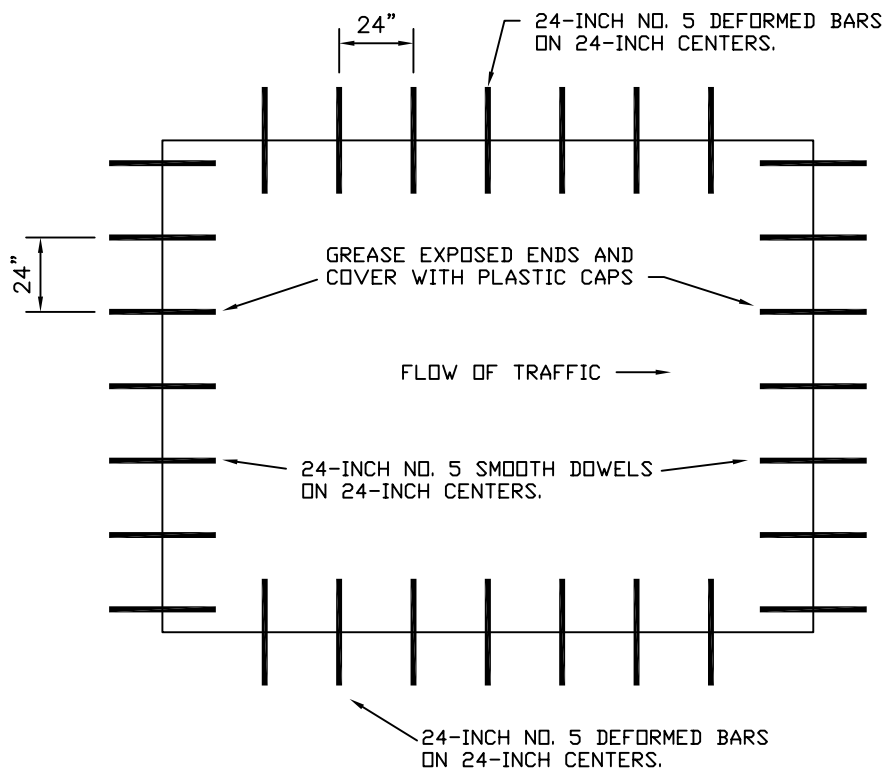 24-INCH NO. 5 DEFORMED BARS
ON 24-INCH CENTERS.
24"
24"
GREASE EXPOSED ENDS AND
COVER WITH PLASTIC CAPS
FLOW OF TRAFFIC
24-INCH NO. 5 SMOOTH DOWELS
ON 24-INCH CENTERS.
24-INCH NO. 5 DEFORMED BARS
ON 24-INCH CENTERS.